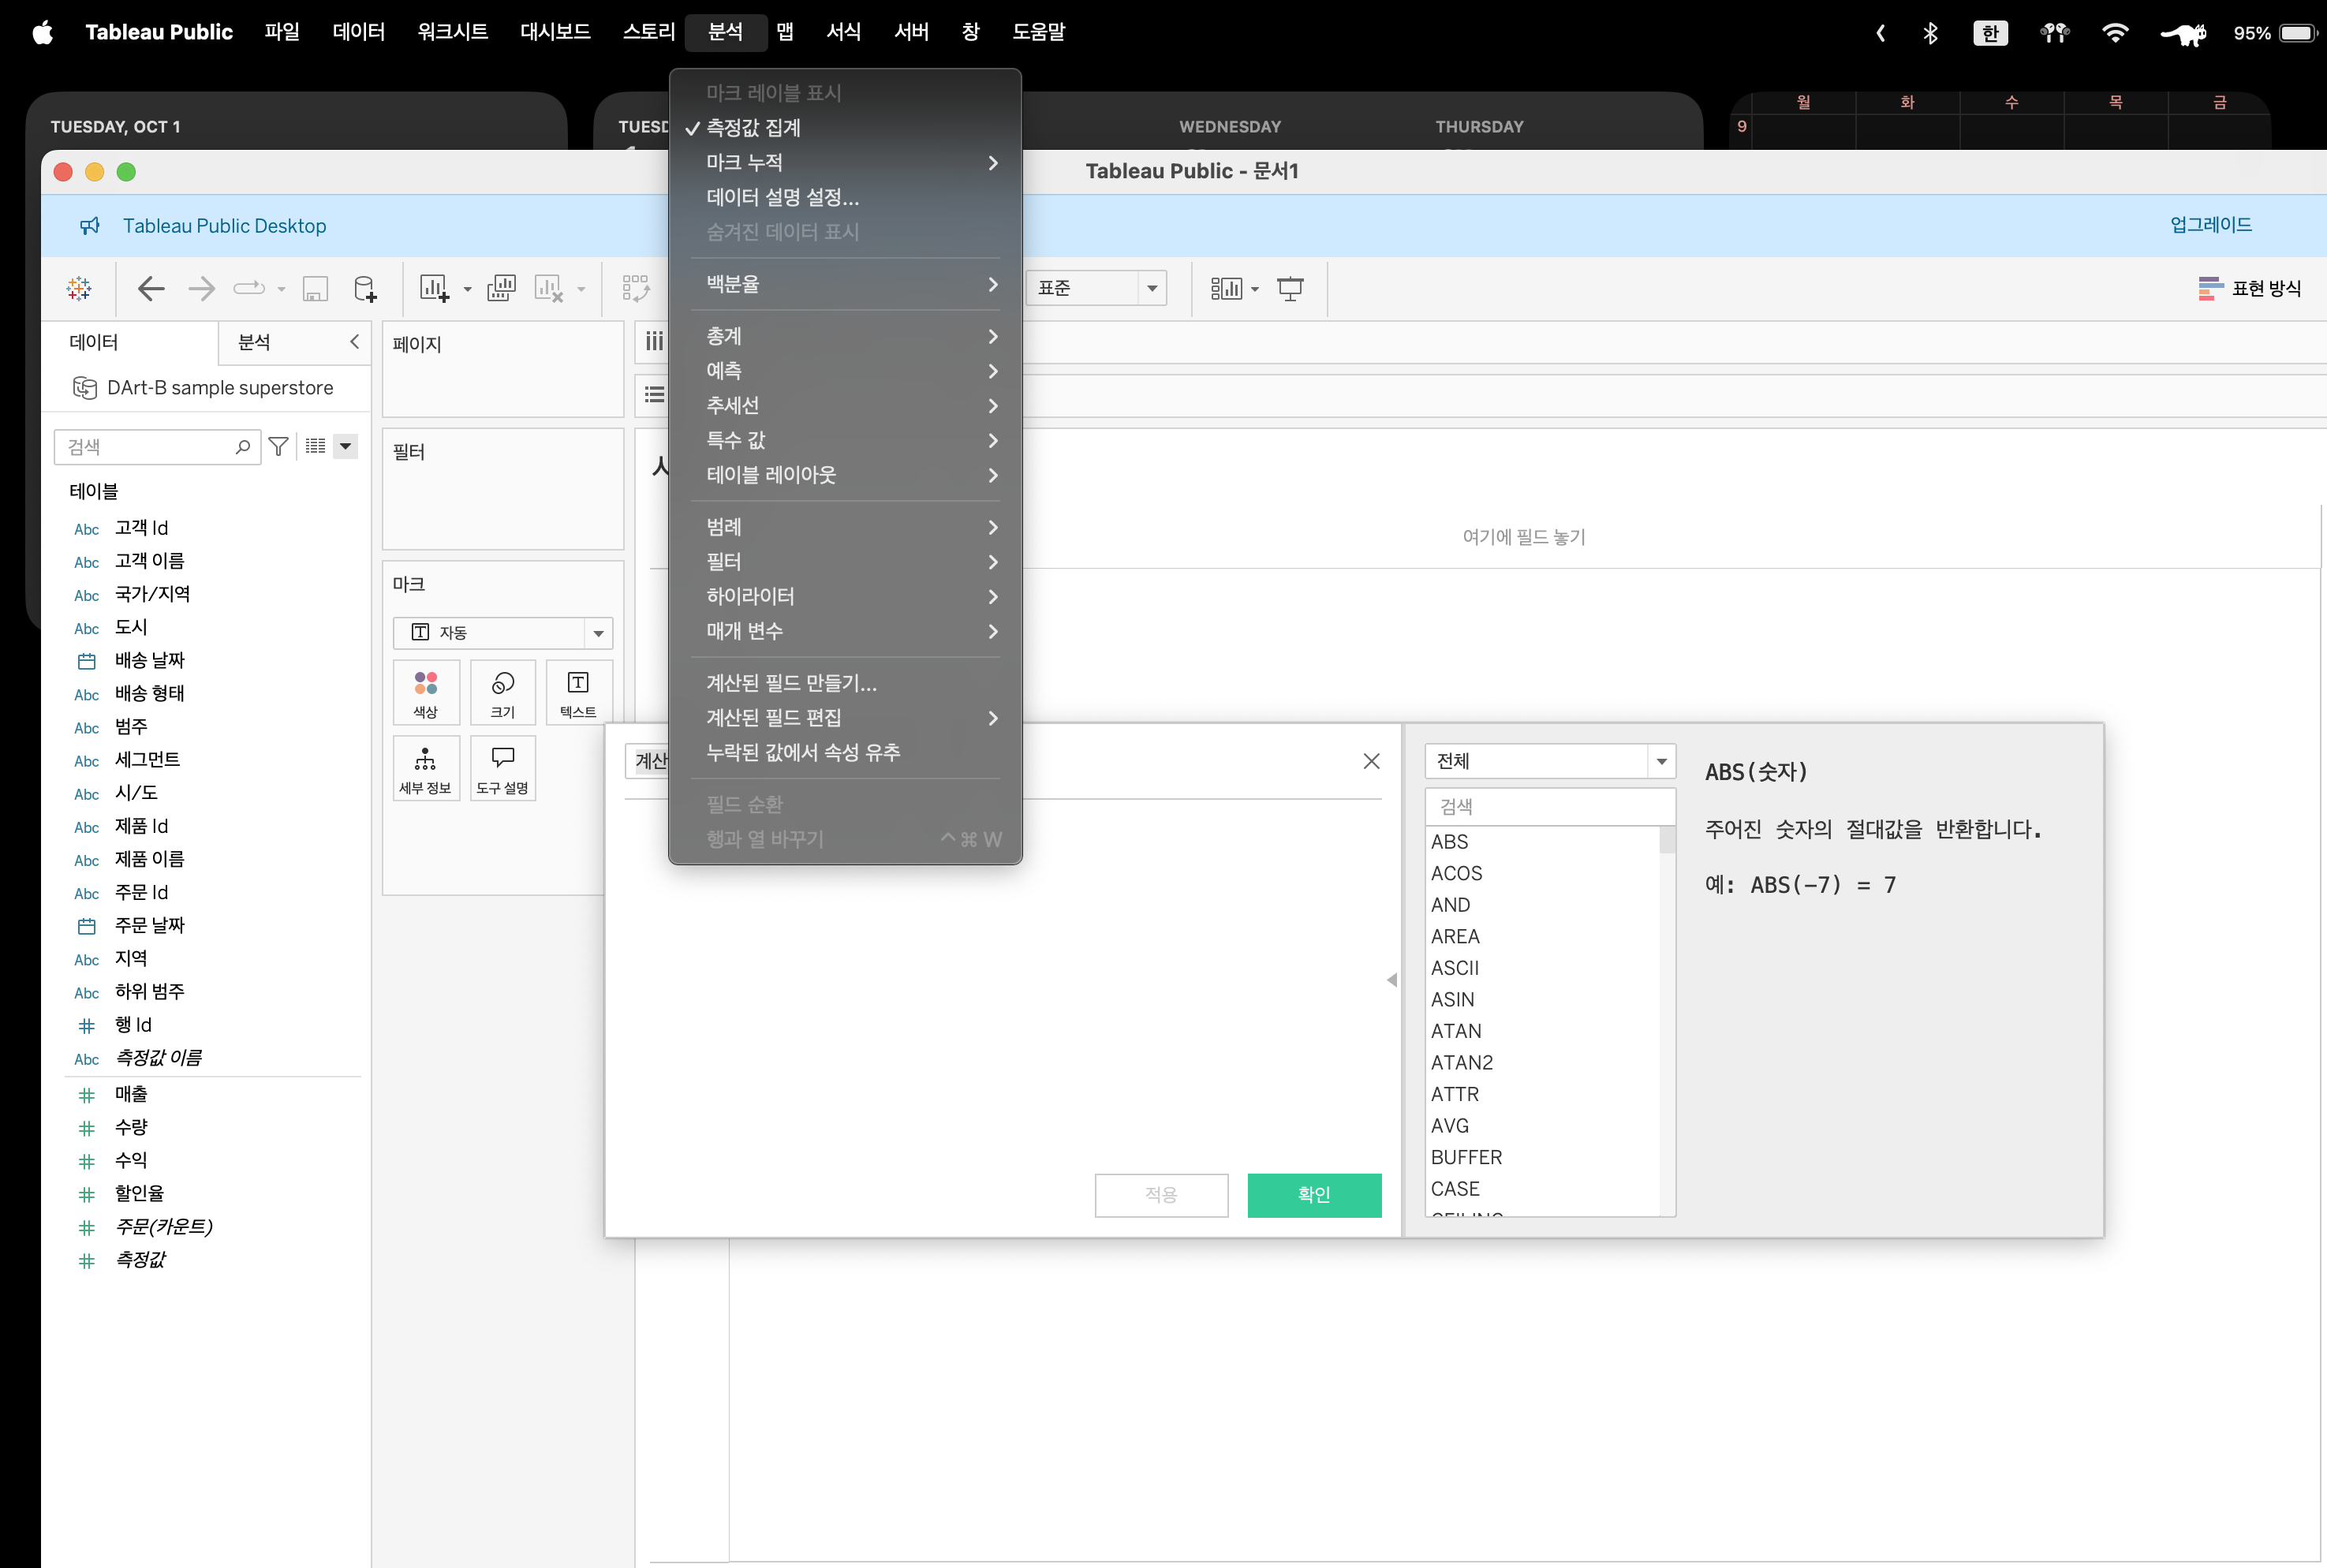 Tableau Public 파일 데이터 워크시트 대시보드 스토리 분석 맵 서식 서버 창 도움말 한 95%
TUESDAY, OCT 1
WEDNESDAY THURSDAY
월 화 수 목 금
9
Tableau Public - 문서1
Tableau Public Desktop
업그레이드
표준
표현 방식
데이터
분석
DArt-B sample superstore
검색
테이블
Abc 고객 Id
Abc 고객 이름
Abc 국가/지역
Abc 도시
배송 날짜
Abc 배송 형태
Abc 범주
Abc 세그먼트
Abc 시/도
Abc 제품 Id
Abc 제품 이름
Abc 주문 Id
주문 날짜
Abc 지역
Abc 하위 범주
행 Id
Abc 측정값 이름
매출
수량
수익
할인율
주문(카운트)
측정값
페이지
필터
마크
자동
색상
크기
텍스트
세부 정보
도구 설명
마크 레이블 표시
측정값 집계
마크 누적
데이터 설명 설정...
숨겨진 데이터 표시
백분율
총계
예측
추세선
특수 값
테이블 레이아웃
범례
필터
하이라이터
매개 변수
계산된 필드 만들기...
계산된 필드 편집
누락된 값에서 속성 유추
필드 순환
행과 열 바꾸기 ^⌘W
여기에 필드 놓기
계산
적용
확인
전체
검색
ABS
ACOS
AND
AREA
ASCII
ASIN
ATAN
ATAN2
ATTR
AVG
BUFFER
CASE
ABS(숫자)
주어진 숫자의 절대값을 반환합니다.
예: ABS(-7) = 7